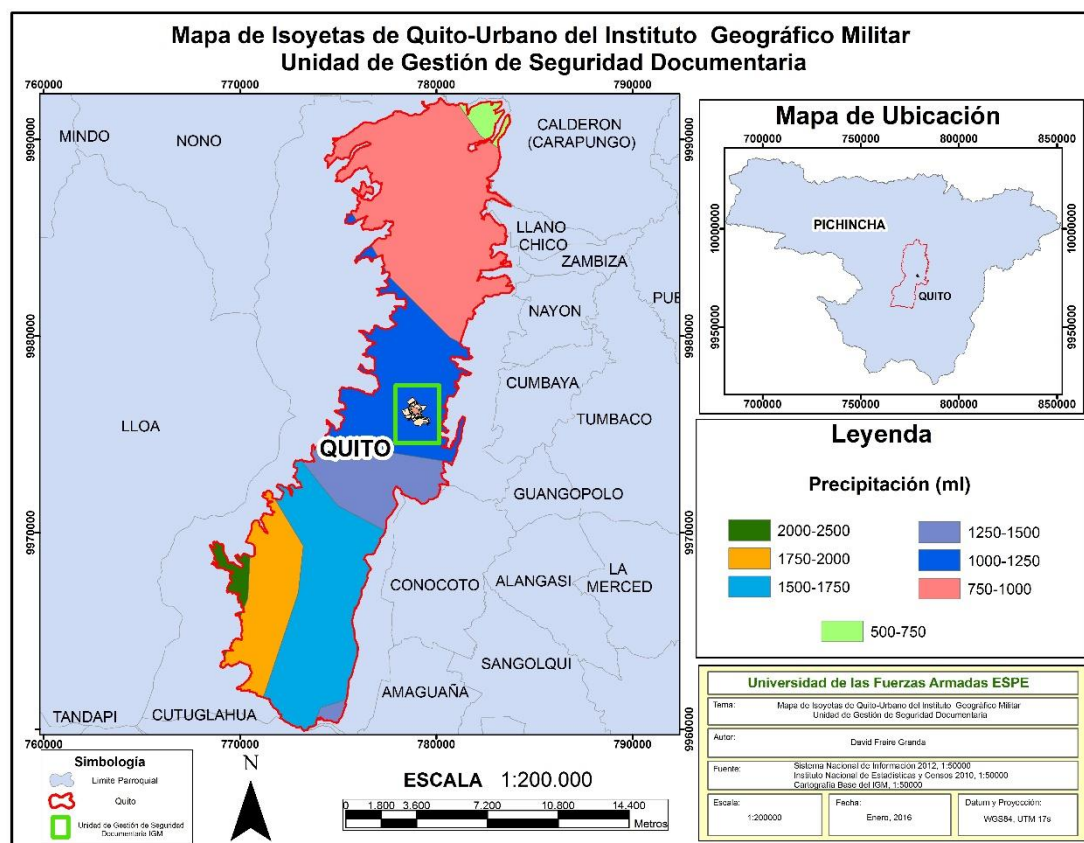 Mapa de Isoyetas de Quito-Urbano del Instituto Geográfico Militar
Unidad de Gestión de Seguridad Documentaria
760000 770000 780000 790000
9990000
9980000
9970000
9960000
MINDO
NONO
CALDERON
(CARAPUNGO)
LLANO
CHICO
ZAMBIZA
NAYON
PUE
CUMBAYA
TUMBACO
LLOA
QUITO
GUANGOPOLO
CONOCOTO
ALANGASI
LA
MERCED
SANGOLQUI
AMAGUAÑA
TANDAPI
CUTUGLAHUA
9990000
9980000
9970000
9960000
760000 770000 780000 790000
Mapa de Ubicación
700000 750000 800000 850000
10000000
9950000
PICHINCHA
QUITO
10000000
9950000
700000 750000 800000 850000
Leyenda
Precipitación (ml)
2000-2500
1750-2000
1500-1750
1250-1500
1000-1250
750-1000
500-750
Simbología
Limite Parroquial
Quito
Unidad de Gestión de Seguridad
Documentaria IGM
N
ESCALA 1:200.000
0 1.800 3.600 7.200 10.800 14.400
Metros
Universidad de las Fuerzas Armadas ESPE
Tema:
Mapa de Isoyetas de Quito-Urbano del Instituto Geográfico Militar
Unidad de Gestión de Seguridad Documentaria
Autor:
David Freire Granda
Fuente:
Sistema Nacional de Información 2012, 1:50000
Instituto Nacional de Estadísticas y Censos 2010, 1:50000
Cartografía Base del IGM, 1:50000
Escala:
1:200000
Fecha:
Enero, 2016
Datum y Proyección:
WGS84, UTM 17s